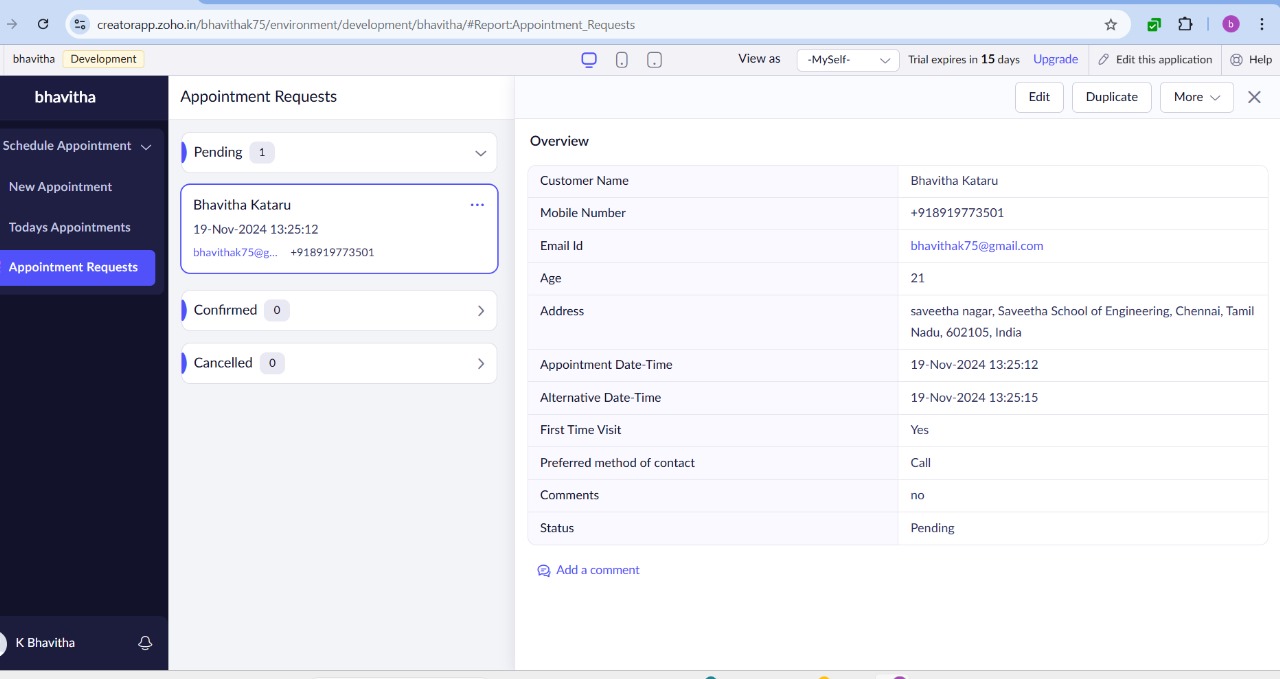 creatorapp.zoho.in/bhavithak75/environment/development/bhavitha/#Report:Appointment_Requests
b
bhavitha Development View as -MySelf- Trial expires in 15 days Upgrade Edit this application Help
bhavitha
Schedule Appointment
New Appointment
Todays Appointments
Appointment Requests
K Bhavitha
Appointment Requests
Pending 1
Bhavitha Kataru
19-Nov-2024 13:25:12
bhavithak75@g... +918919773501
Confirmed 0
Cancelled 0
Edit Duplicate More
Overview
Customer Name Bhavitha Kataru
Mobile Number +918919773501
Email Id bhavithak75@gmail.com
Age 21
Address saveetha nagar, Saveetha School of Engineering, Chennai, Tamil
Nadu, 602105, India
Appointment Date-Time 19-Nov-2024 13:25:12
Alternative Date-Time 19-Nov-2024 13:25:15
First Time Visit Yes
Preferred method of contact Call
Comments no
Status Pending
Add a comment